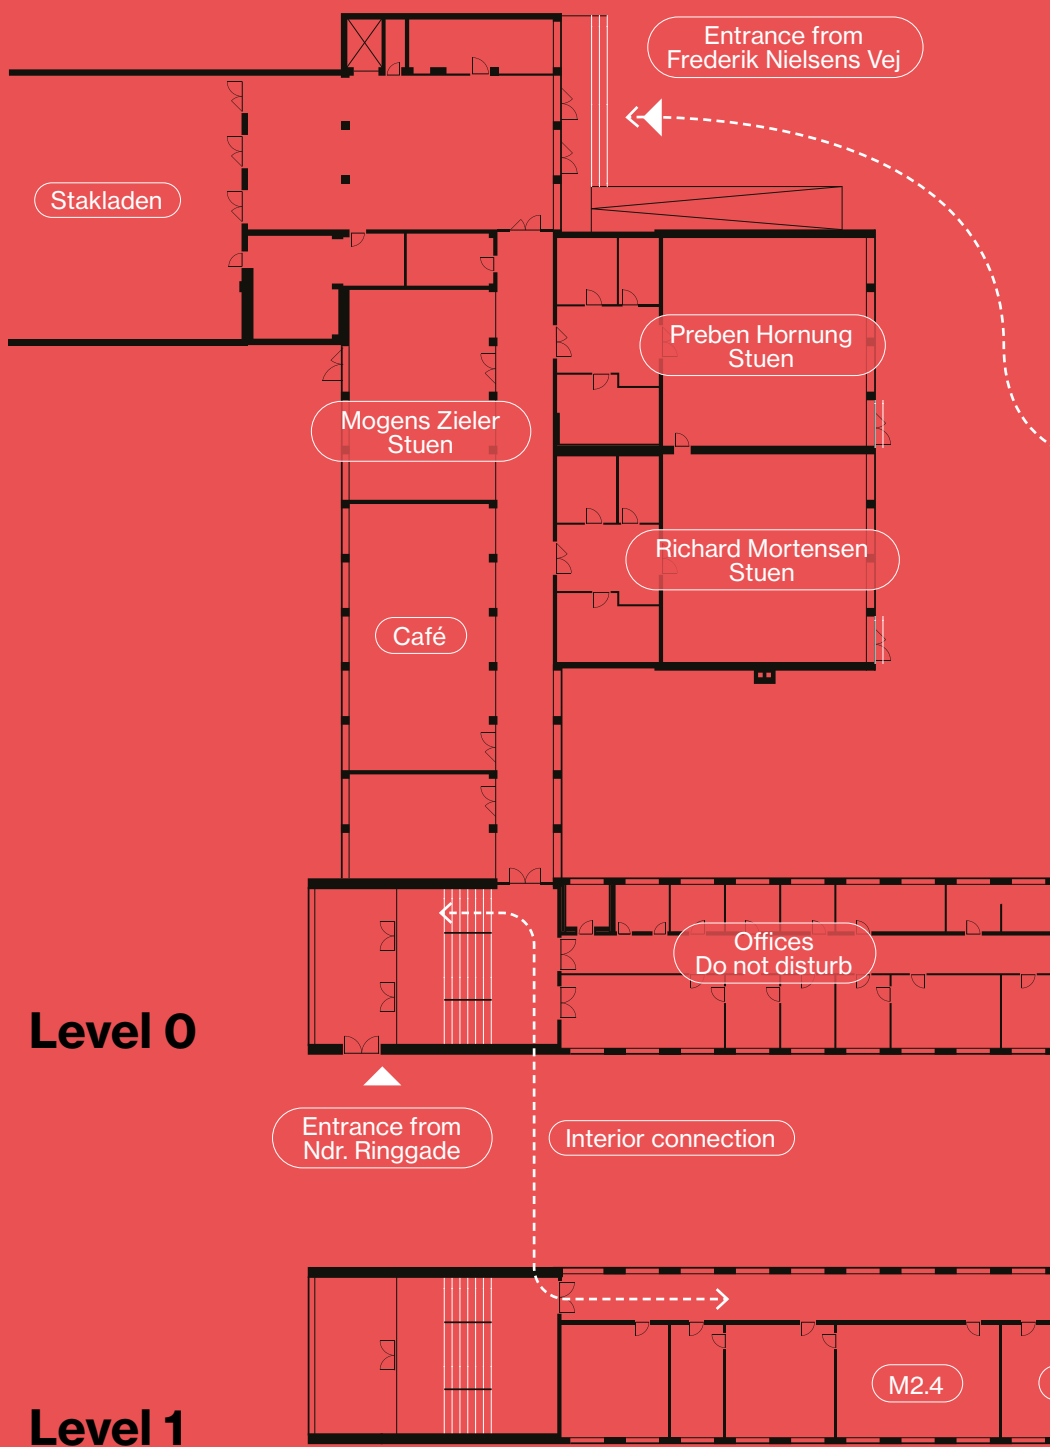 Entrance from
Frederik Nielsens Vej
Stakladen
Preben Hornung
Stuen
Mogens Zieler
Stuen
Richard Mortensen
Stuen
Café
Offices
Do not disturb
Level 0
Entrance from
Ndr. Ringgade
Interior connection
M2.4
Level 1